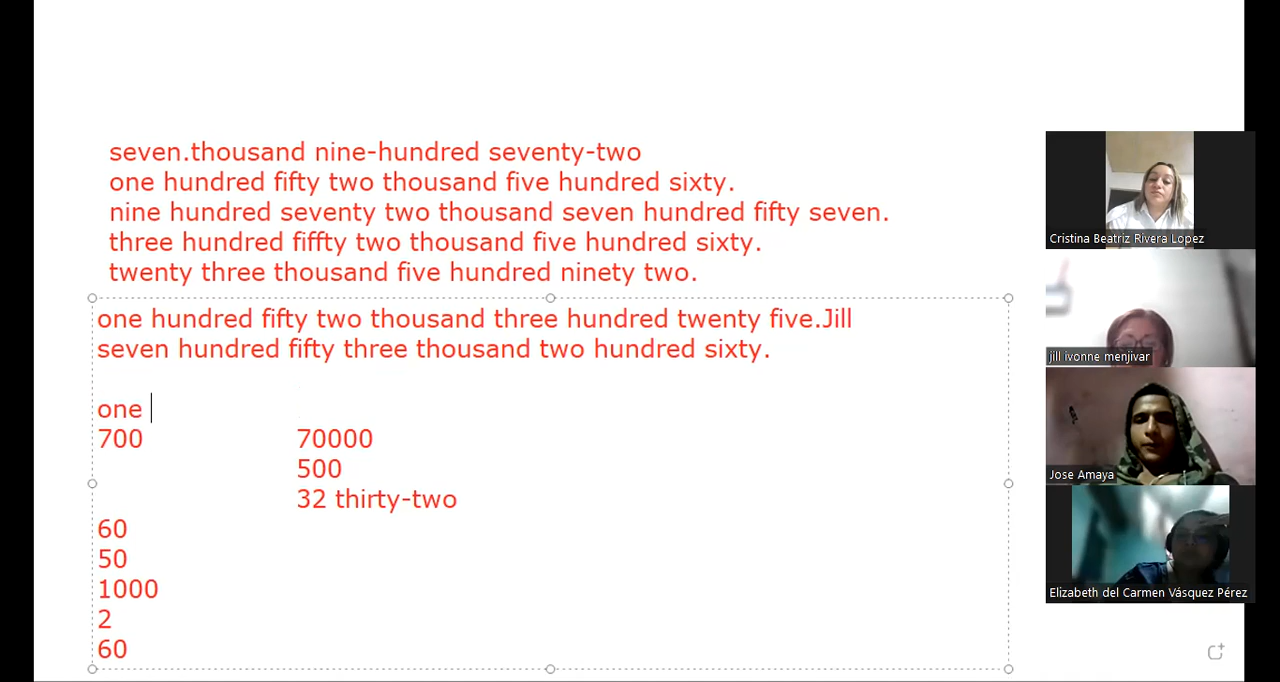 seven.thousand nine-hundred seventy-two
one hundred fifty two thousand five hundred sixty.
nine hundred seventy two thousand seven hundred fifty seven.
three hundred fiffty two thousand five hundred sixty.
twenty three thousand five hundred ninety two.
one hundred fifty two thousand three hundred twenty five.Jill
seven hundred fifty three thousand two hundred sixty.
one
700 70000
500
32 thirty-two
60
50
1000
2
60
Cristina Beatriz Rivera Lopez
jill ivonne menjivar
Jose Amaya
Elizabeth del Carmen Vásquez Pérez